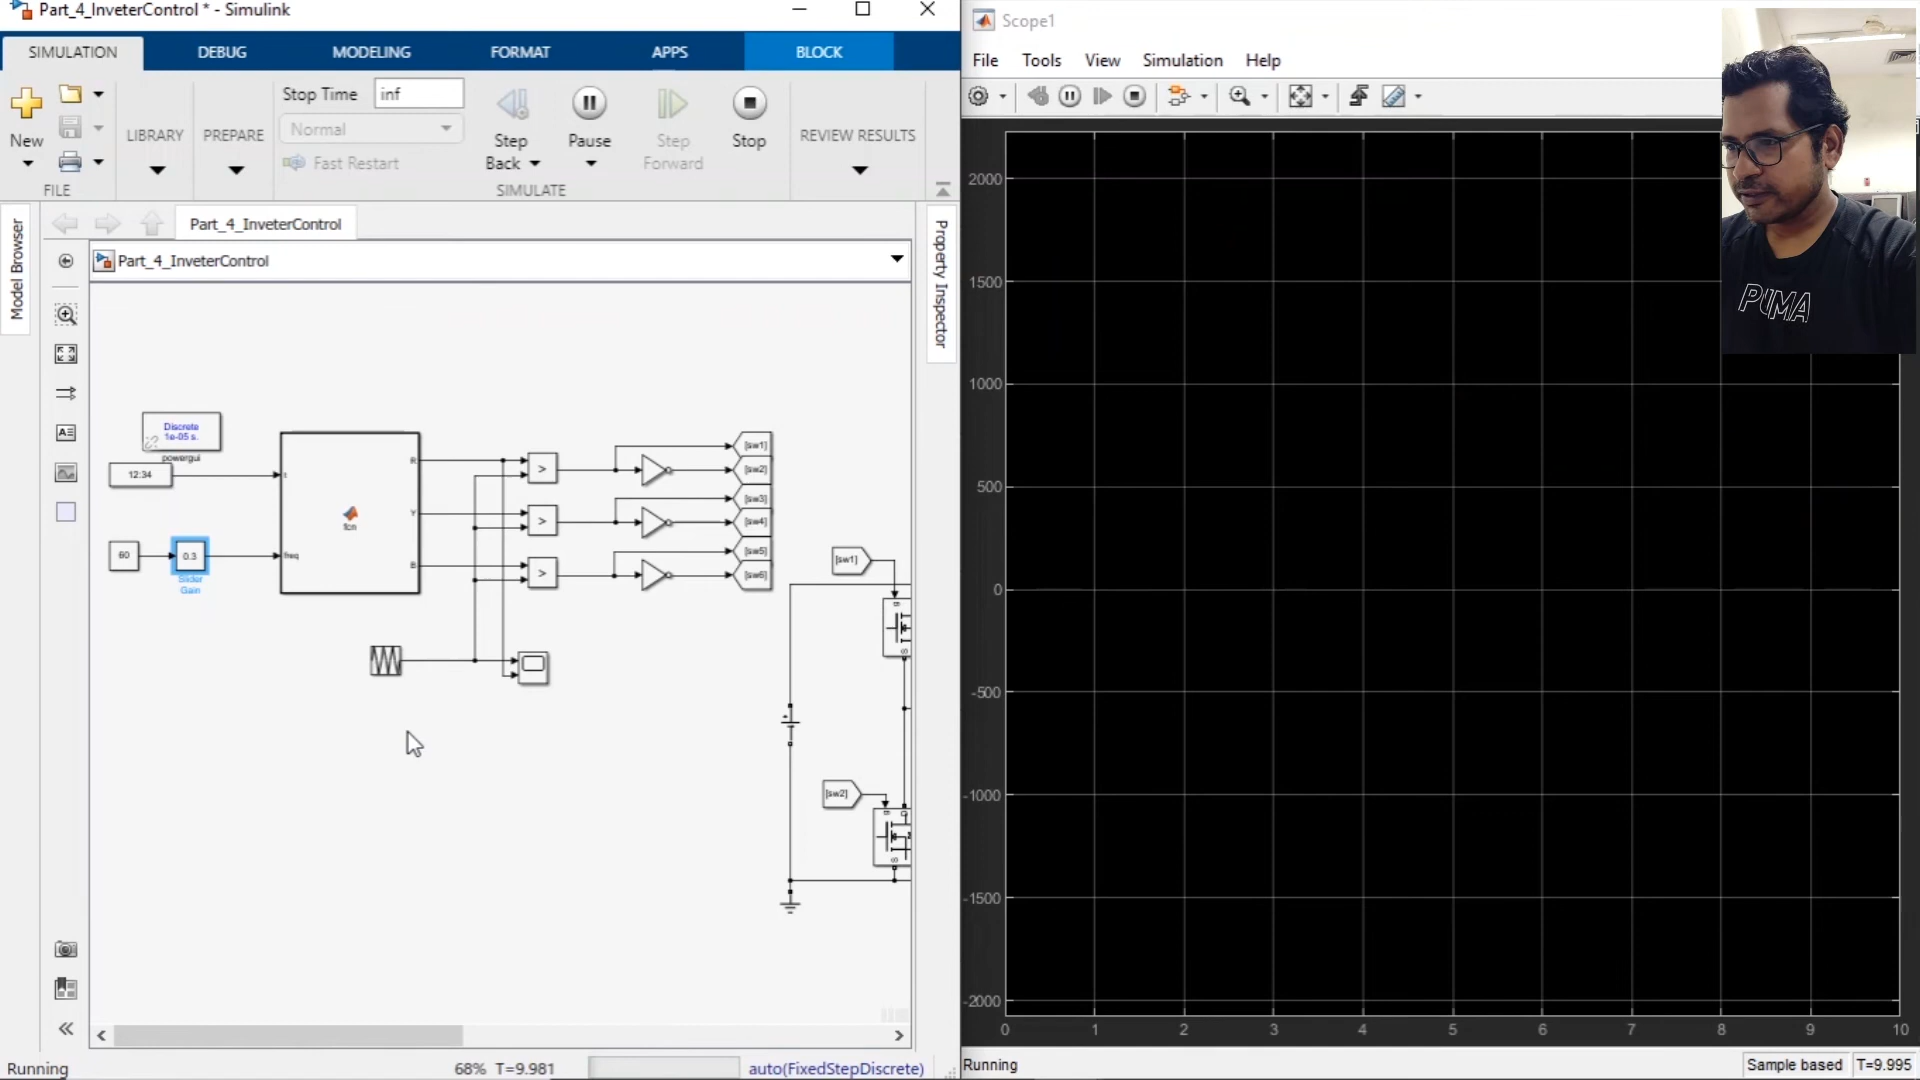 Part_4_InveterControl * - Simulink
SIMULATION
DEBUG
MODELING
FORMAT
APPS
BLOCK
New
FILE
LIBRARY
PREPARE
Stop Time
inf
Normal
Fast Restart
Step
Back
Pause
Step
Forward
Stop
SIMULATE
REVIEW RESULTS
Model Browser
Property Inspector
Part_4_InveterControl
Part_4_InveterControl
Discrete
1e-05 s.
powergui
12:34
60
0.3
Slider
Gain
t
freq
fcn
R
Y
B
>
>
>
[sw1]
[sw2]
[sw3]
[sw4]
[sw5]
[sw6]
[sw1]
[sw2]
Running
68% T=9.981
auto(FixedStepDiscrete)
Scope1
File
Tools
View
Simulation
Help
2000
1500
1000
500
0
-500
-1000
-1500
-2000
0
1
2
3
4
5
6
7
8
9
10
Running
Sample based
T=9.995
PUMA